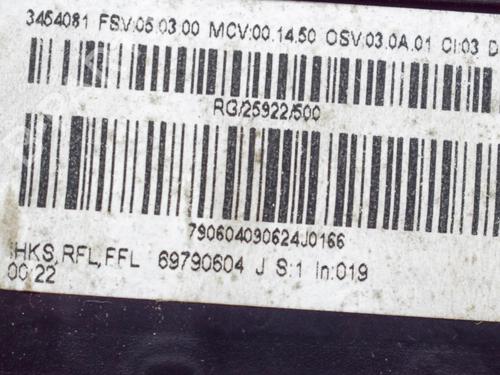 3454081 FSV:05.03.00 MCV:00.14.50 OSV:03.0A.01 CI:03 D
RG/25922/500
790604090624J0166
HKS,RFL,FFL 69790604 J S:1 In:019
00:22